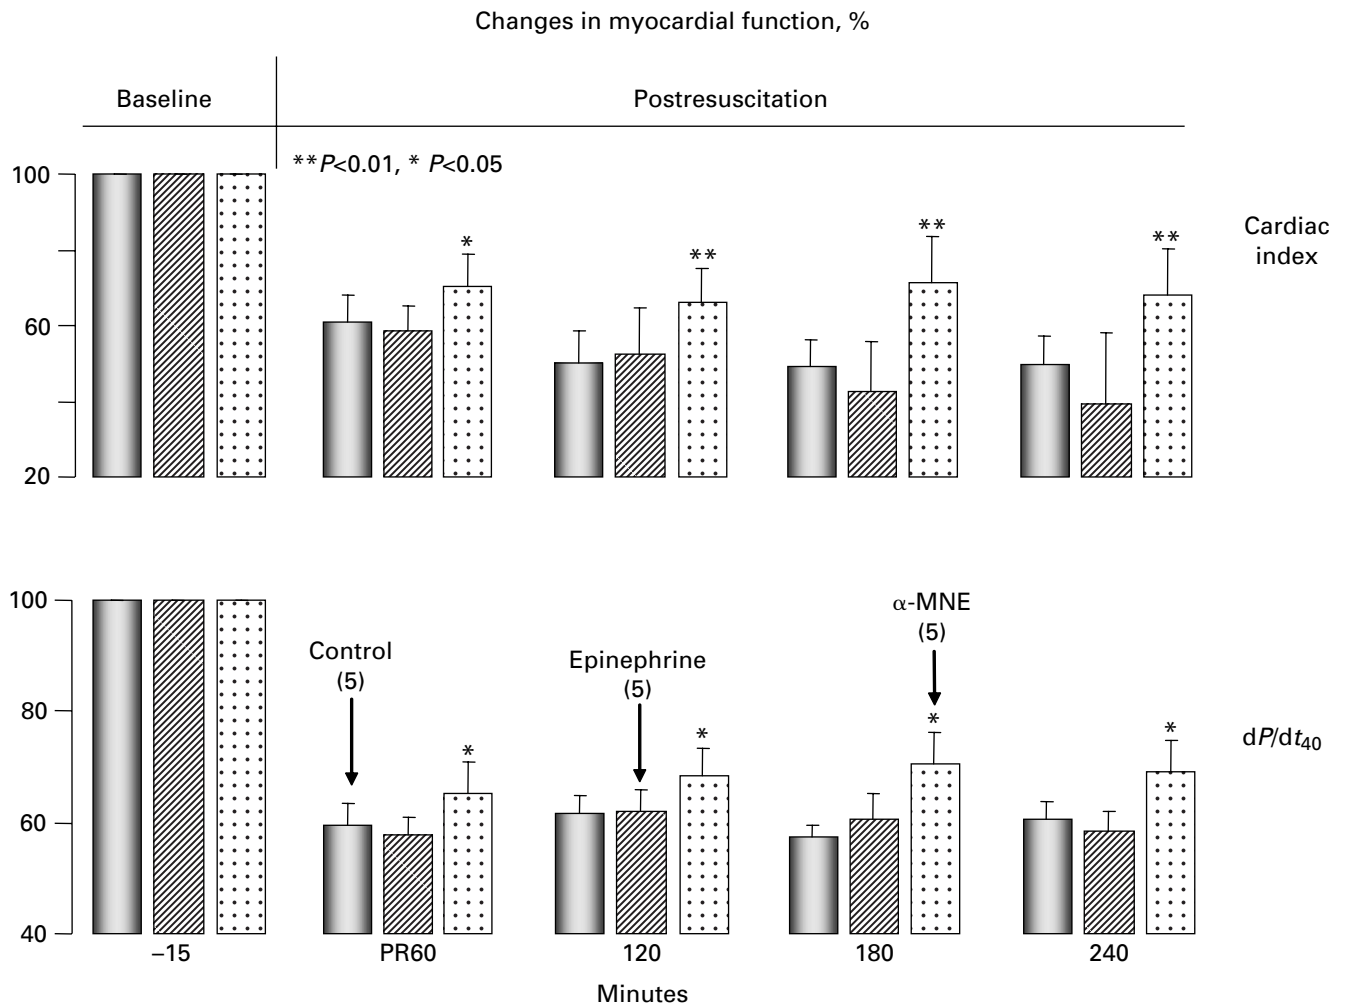 Changes in myocardial function, %
Baseline
Postresuscitation
**P<0.01, * P<0.05
100
60
20
*
**
**
**
Cardiac
index
100
80
60
40
Control
(5)
Epinephrine
(5)
α-MNE
(5)
*
*
*
*
dP/dt40
–15
PR60
120
180
240
Minutes